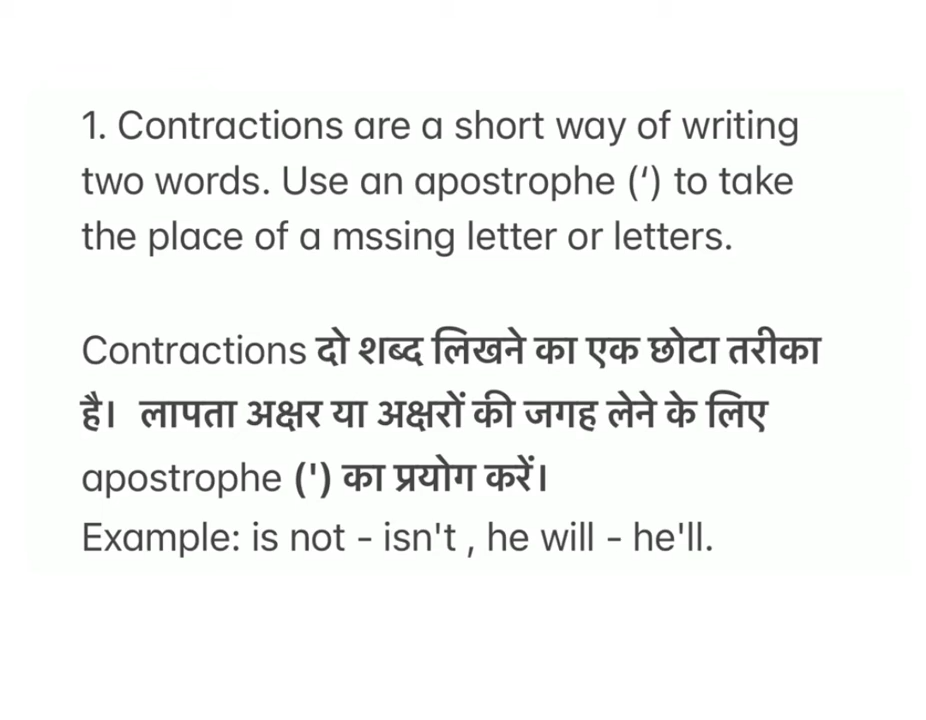 1. Contractions are a short way of writing
two words. Use an apostrophe (‘) to take
the place of a mssing letter or letters.
Contractions दो शब्द लिखने का एक छोटा तरीका
है। लापता अक्षर या अक्षरों की जगह लेने के लिए
apostrophe (') का प्रयोग करें।
Example: is not - isn't , he will - he'll.